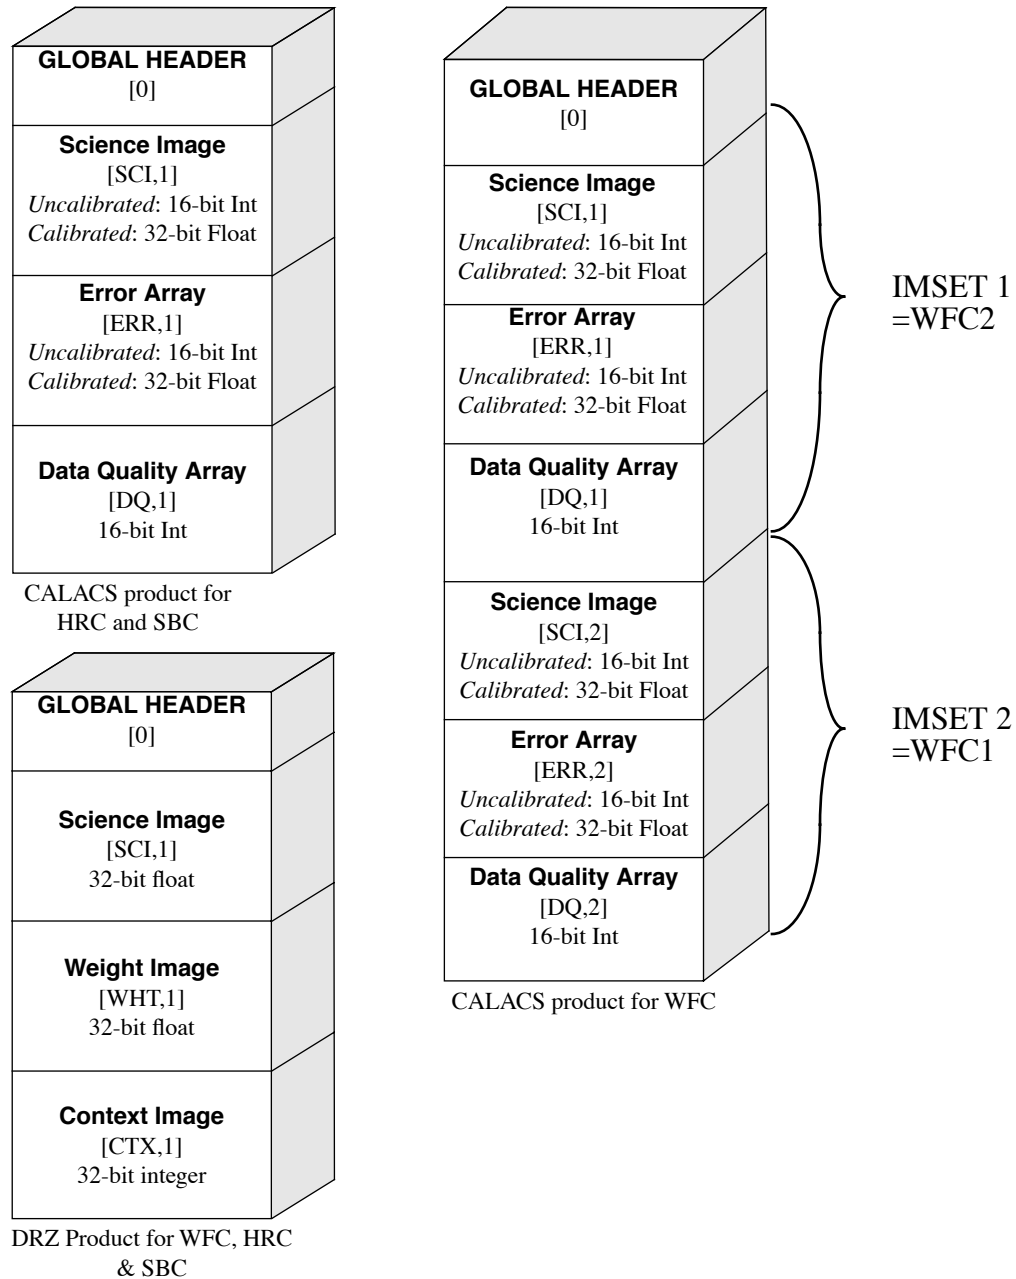 GLOBAL HEADER
[0]
Science Image
[SCI,1]
Uncalibrated: 16-bit Int
Calibrated: 32-bit Float
Error Array
[ERR,1]
Uncalibrated: 16-bit Int
Calibrated: 32-bit Float
Data Quality Array
[DQ,1]
16-bit Int
CALACS product for
HRC and SBC
GLOBAL HEADER
[0]
Science Image
[SCI,1]
32-bit float
Weight Image
[WHT,1]
32-bit float
Context Image
[CTX,1]
32-bit integer
DRZ Product for WFC, HRC
& SBC
GLOBAL HEADER
[0]
Science Image
[SCI,1]
Uncalibrated: 16-bit Int
Calibrated: 32-bit Float
Error Array
[ERR,1]
Uncalibrated: 16-bit Int
Calibrated: 32-bit Float
Data Quality Array
[DQ,1]
16-bit Int
Science Image
[SCI,2]
Uncalibrated: 16-bit Int
Calibrated: 32-bit Float
Error Array
[ERR,2]
Uncalibrated: 16-bit Int
Calibrated: 32-bit Float
Data Quality Array
[DQ,2]
16-bit Int
CALACS product for WFC
IMSET 1
=WFC2
IMSET 2
=WFC1